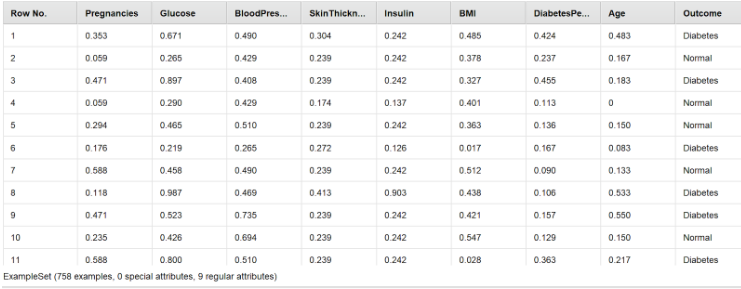 Row No. Pregnancies Glucose BloodPres... SkinThickn... Insulin BMI DiabetesPe... Age Outcome
1 0.353 0.671 0.490 0.304 0.242 0.485 0.424 0.483 Diabetes
2 0.059 0.265 0.429 0.239 0.242 0.378 0.237 0.167 Normal
3 0.471 0.897 0.408 0.239 0.242 0.327 0.455 0.183 Diabetes
4 0.059 0.290 0.429 0.174 0.137 0.401 0.113 0 Normal
5 0.294 0.465 0.510 0.239 0.242 0.363 0.136 0.150 Normal
6 0.176 0.219 0.265 0.272 0.126 0.017 0.167 0.083 Diabetes
7 0.588 0.458 0.490 0.239 0.242 0.512 0.090 0.133 Normal
8 0.118 0.987 0.469 0.413 0.903 0.438 0.106 0.533 Diabetes
9 0.471 0.523 0.735 0.239 0.242 0.421 0.157 0.550 Diabetes
10 0.235 0.426 0.694 0.239 0.242 0.547 0.129 0.150 Normal
11 0.588 0.800 0.510 0.239 0.242 0.028 0.363 0.217 Diabetes
ExampleSet (758 examples, 0 special attributes, 9 regular attributes)